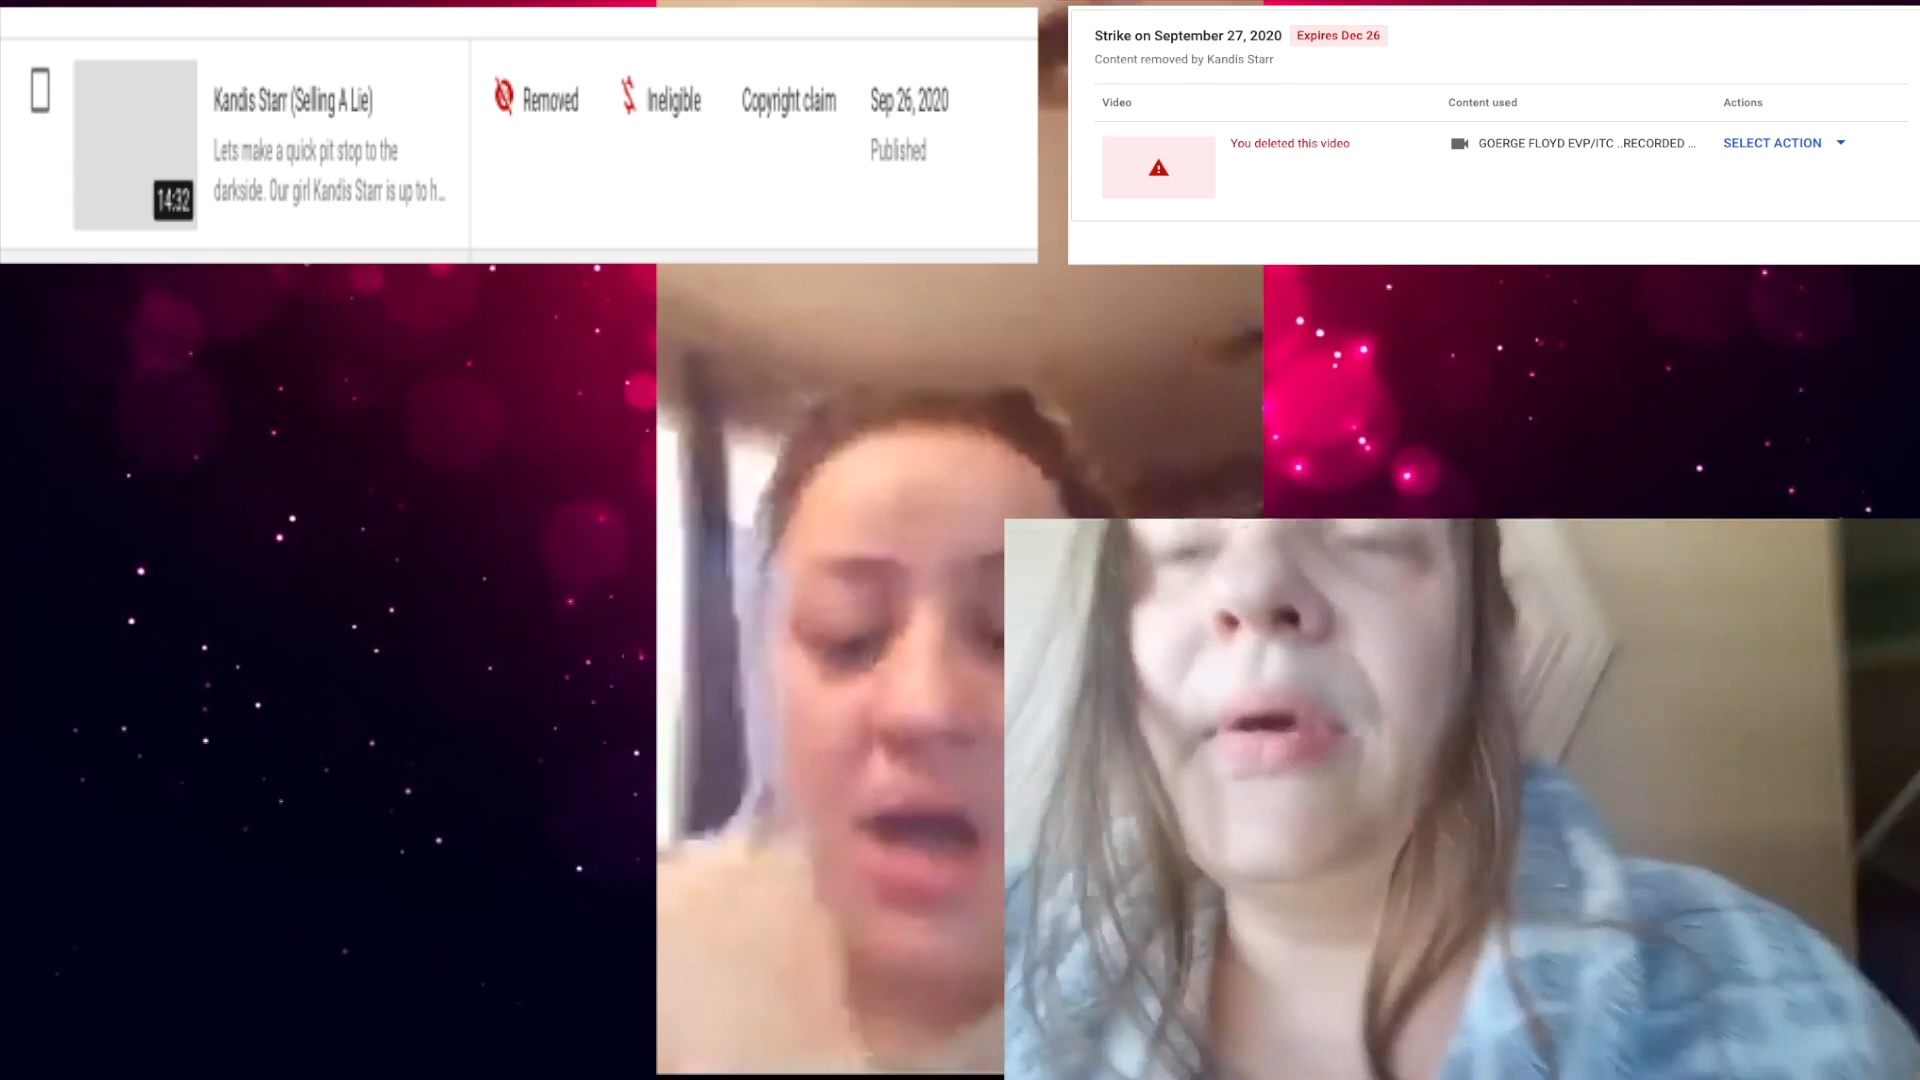 Kandis Starr (Selling A Lie)
Lets make a quick pit stop to the
darkside. Our girl Kandis Starr is up to h...
14:32
Removed
Ineligible
Copyright claim
Sep 26, 2020
Published
Strike on September 27, 2020 Expires Dec 26
Content removed by Kandis Starr
Video Content used Actions
You deleted this video GOERGE FLOYD EVP/ITC ..RECORDED ... SELECT ACTION